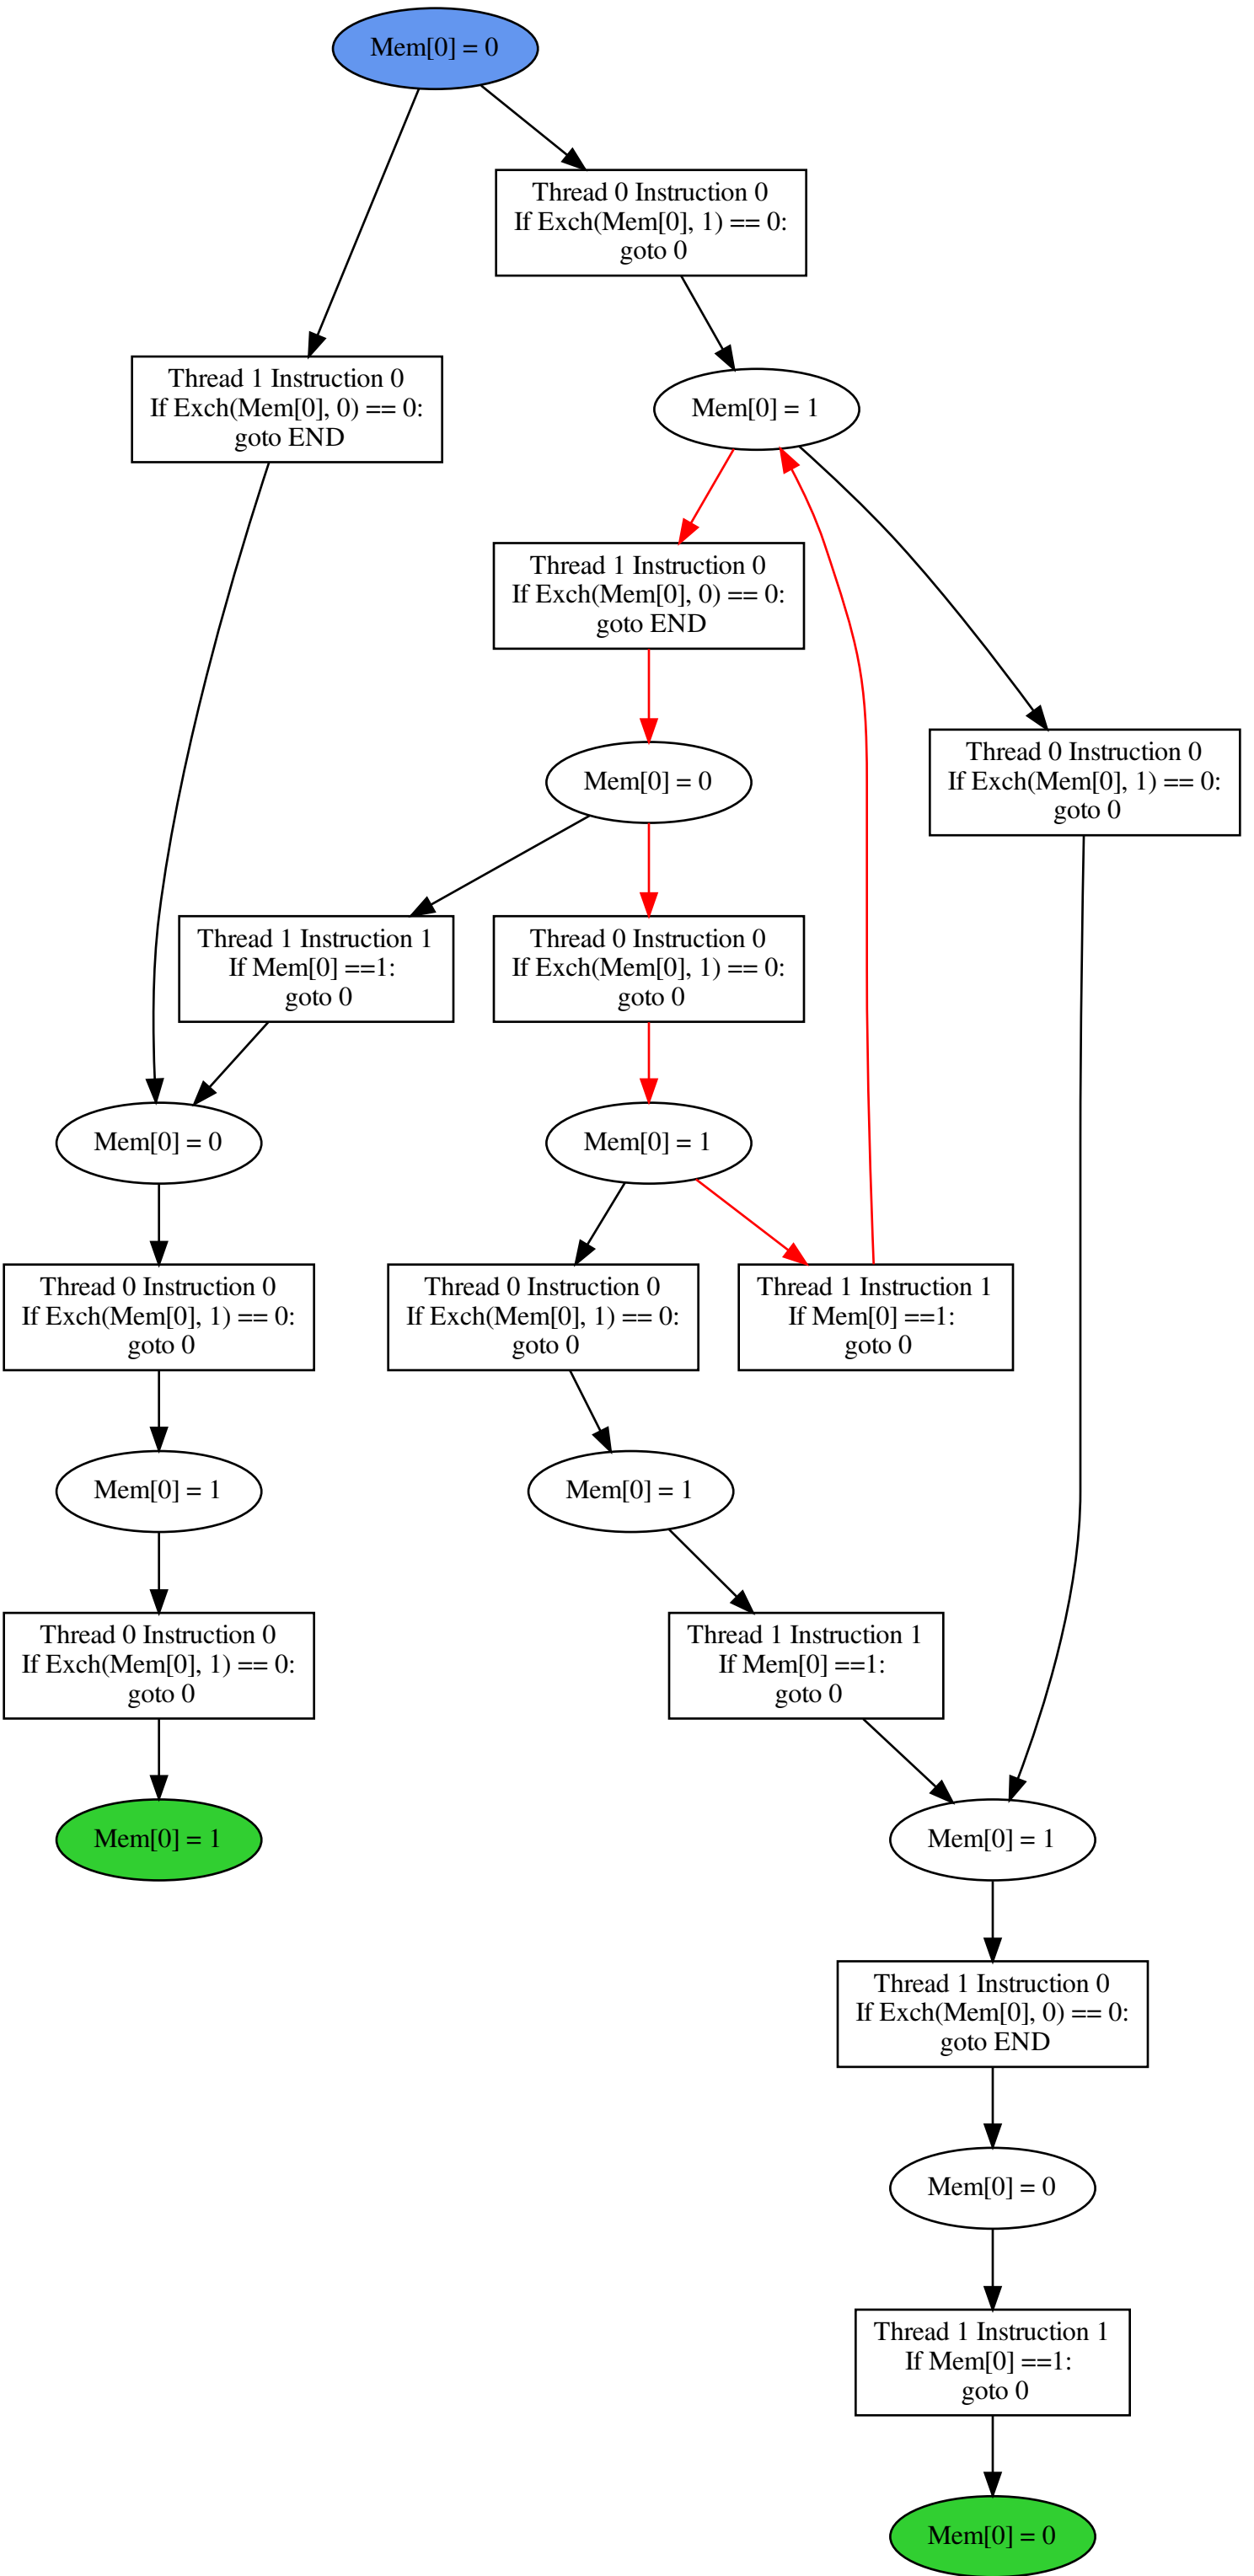 Mem[0] = 0
Thread 0 Instruction 0
If Exch(Mem[0], 1) == 0:
goto 0
Thread 1 Instruction 0
If Exch(Mem[0], 0) == 0:
goto END
Mem[0] = 1
Thread 1 Instruction 0
If Exch(Mem[0], 0) == 0:
goto END
Thread 0 Instruction 0
If Exch(Mem[0], 1) == 0:
goto 0
Mem[0] = 0
Thread 1 Instruction 1
If Mem[0] ==1:
goto 0
Thread 0 Instruction 0
If Exch(Mem[0], 1) == 0:
goto 0
Mem[0] = 0
Mem[0] = 1
Thread 0 Instruction 0
If Exch(Mem[0], 1) == 0:
goto 0
Thread 0 Instruction 0
If Exch(Mem[0], 1) == 0:
goto 0
Thread 1 Instruction 1
If Mem[0] ==1:
goto 0
Mem[0] = 1
Mem[0] = 1
Thread 0 Instruction 0
If Exch(Mem[0], 1) == 0:
goto 0
Thread 1 Instruction 1
If Mem[0] ==1:
goto 0
Mem[0] = 1
Mem[0] = 1
Thread 1 Instruction 0
If Exch(Mem[0], 0) == 0:
goto END
Mem[0] = 0
Thread 1 Instruction 1
If Mem[0] ==1:
goto 0
Mem[0] = 0